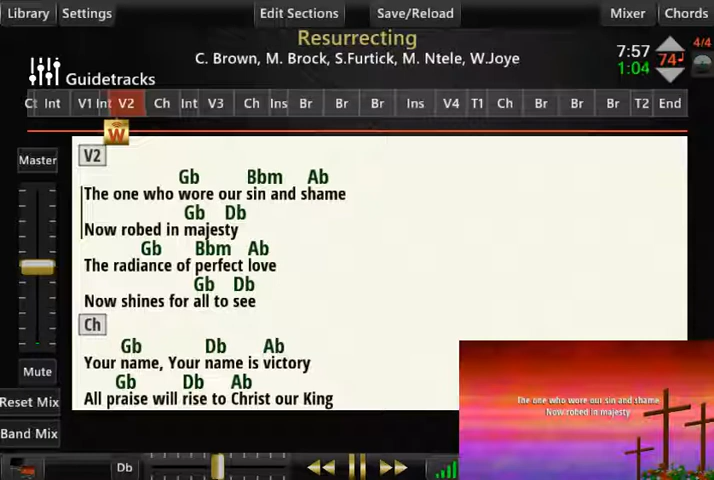 Library Settings Edit Sections Save/Reload Mixer Chords
Resurrecting
C. Brown, M. Brock, S.Furtick, M. Ntele, W.Joye
7:57
1:04
74
4/4
Guidetracks
Ct Int V1 Int V2 Ch Int V3 Ch Ins Br Br Br Ins V4 T1 Ch Br Br Br T2 End
W
Master
V2
Gb Bbm Ab
The one who wore our sin and shame
Gb Db
Now robed in majesty
Gb Bbm Ab
The radiance of perfect love
Gb Db
Now shines for all to see
Ch
Gb Db Ab
Your name, Your name is victory
Gb Db Ab
All praise will rise to Christ our King
The one who wore our sin and shame
Now robed in majesty
Mute
Reset Mix
Band Mix
Db